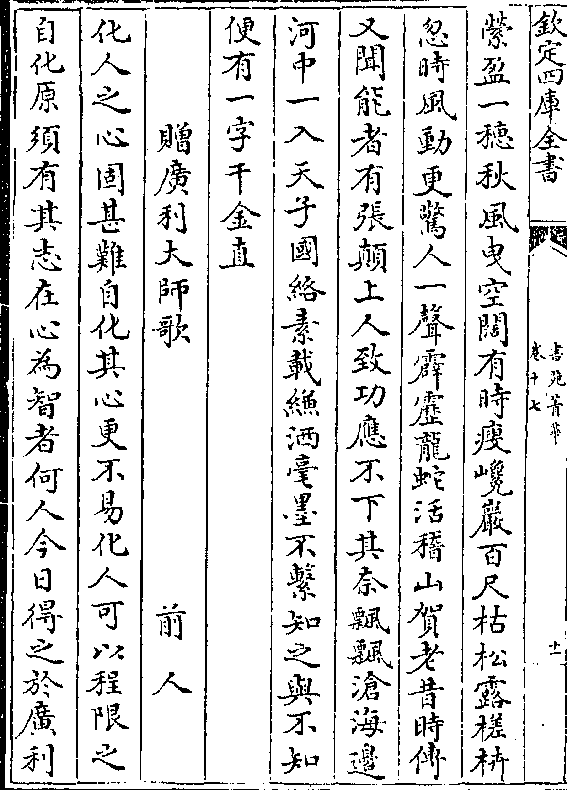 欽定四庫全書
書苑菁華
卷十七
十一
縈盈一穗秋風曳空闊有時瘦巉巖百尺枯松露槎枿
忽時風動更驚人一聲霹靂龍蛇活稽山賀老昔時傳
又聞能者有張顛上人致功應不下其奈飄飄滄海邊
河中一入天子國絡素載縑洒毫墨不繫知之與不知
便有一字千金直
贈廣利大師歌　前人
化人之心固甚難自化其心更不易化人可以程限之
自化原須有其志在心為智者何人今日得之於廣利